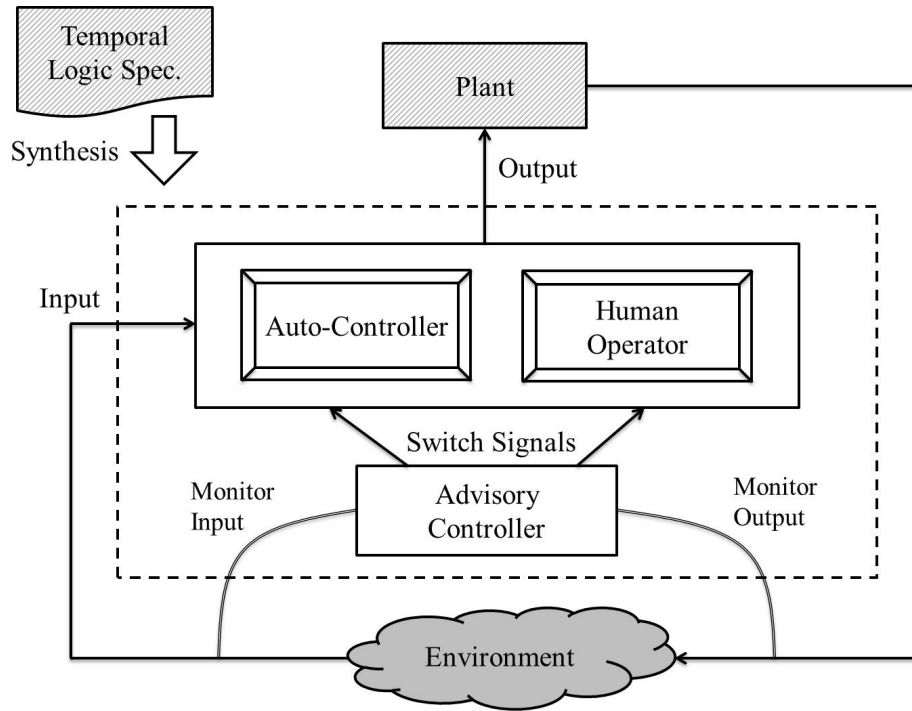 Temporal
Logic Spec.
Plant
Synthesis
Output
Input
Auto-Controller
Human
Operator
Switch Signals
Monitor
Input
Advisory
Controller
Monitor
Output
Environment